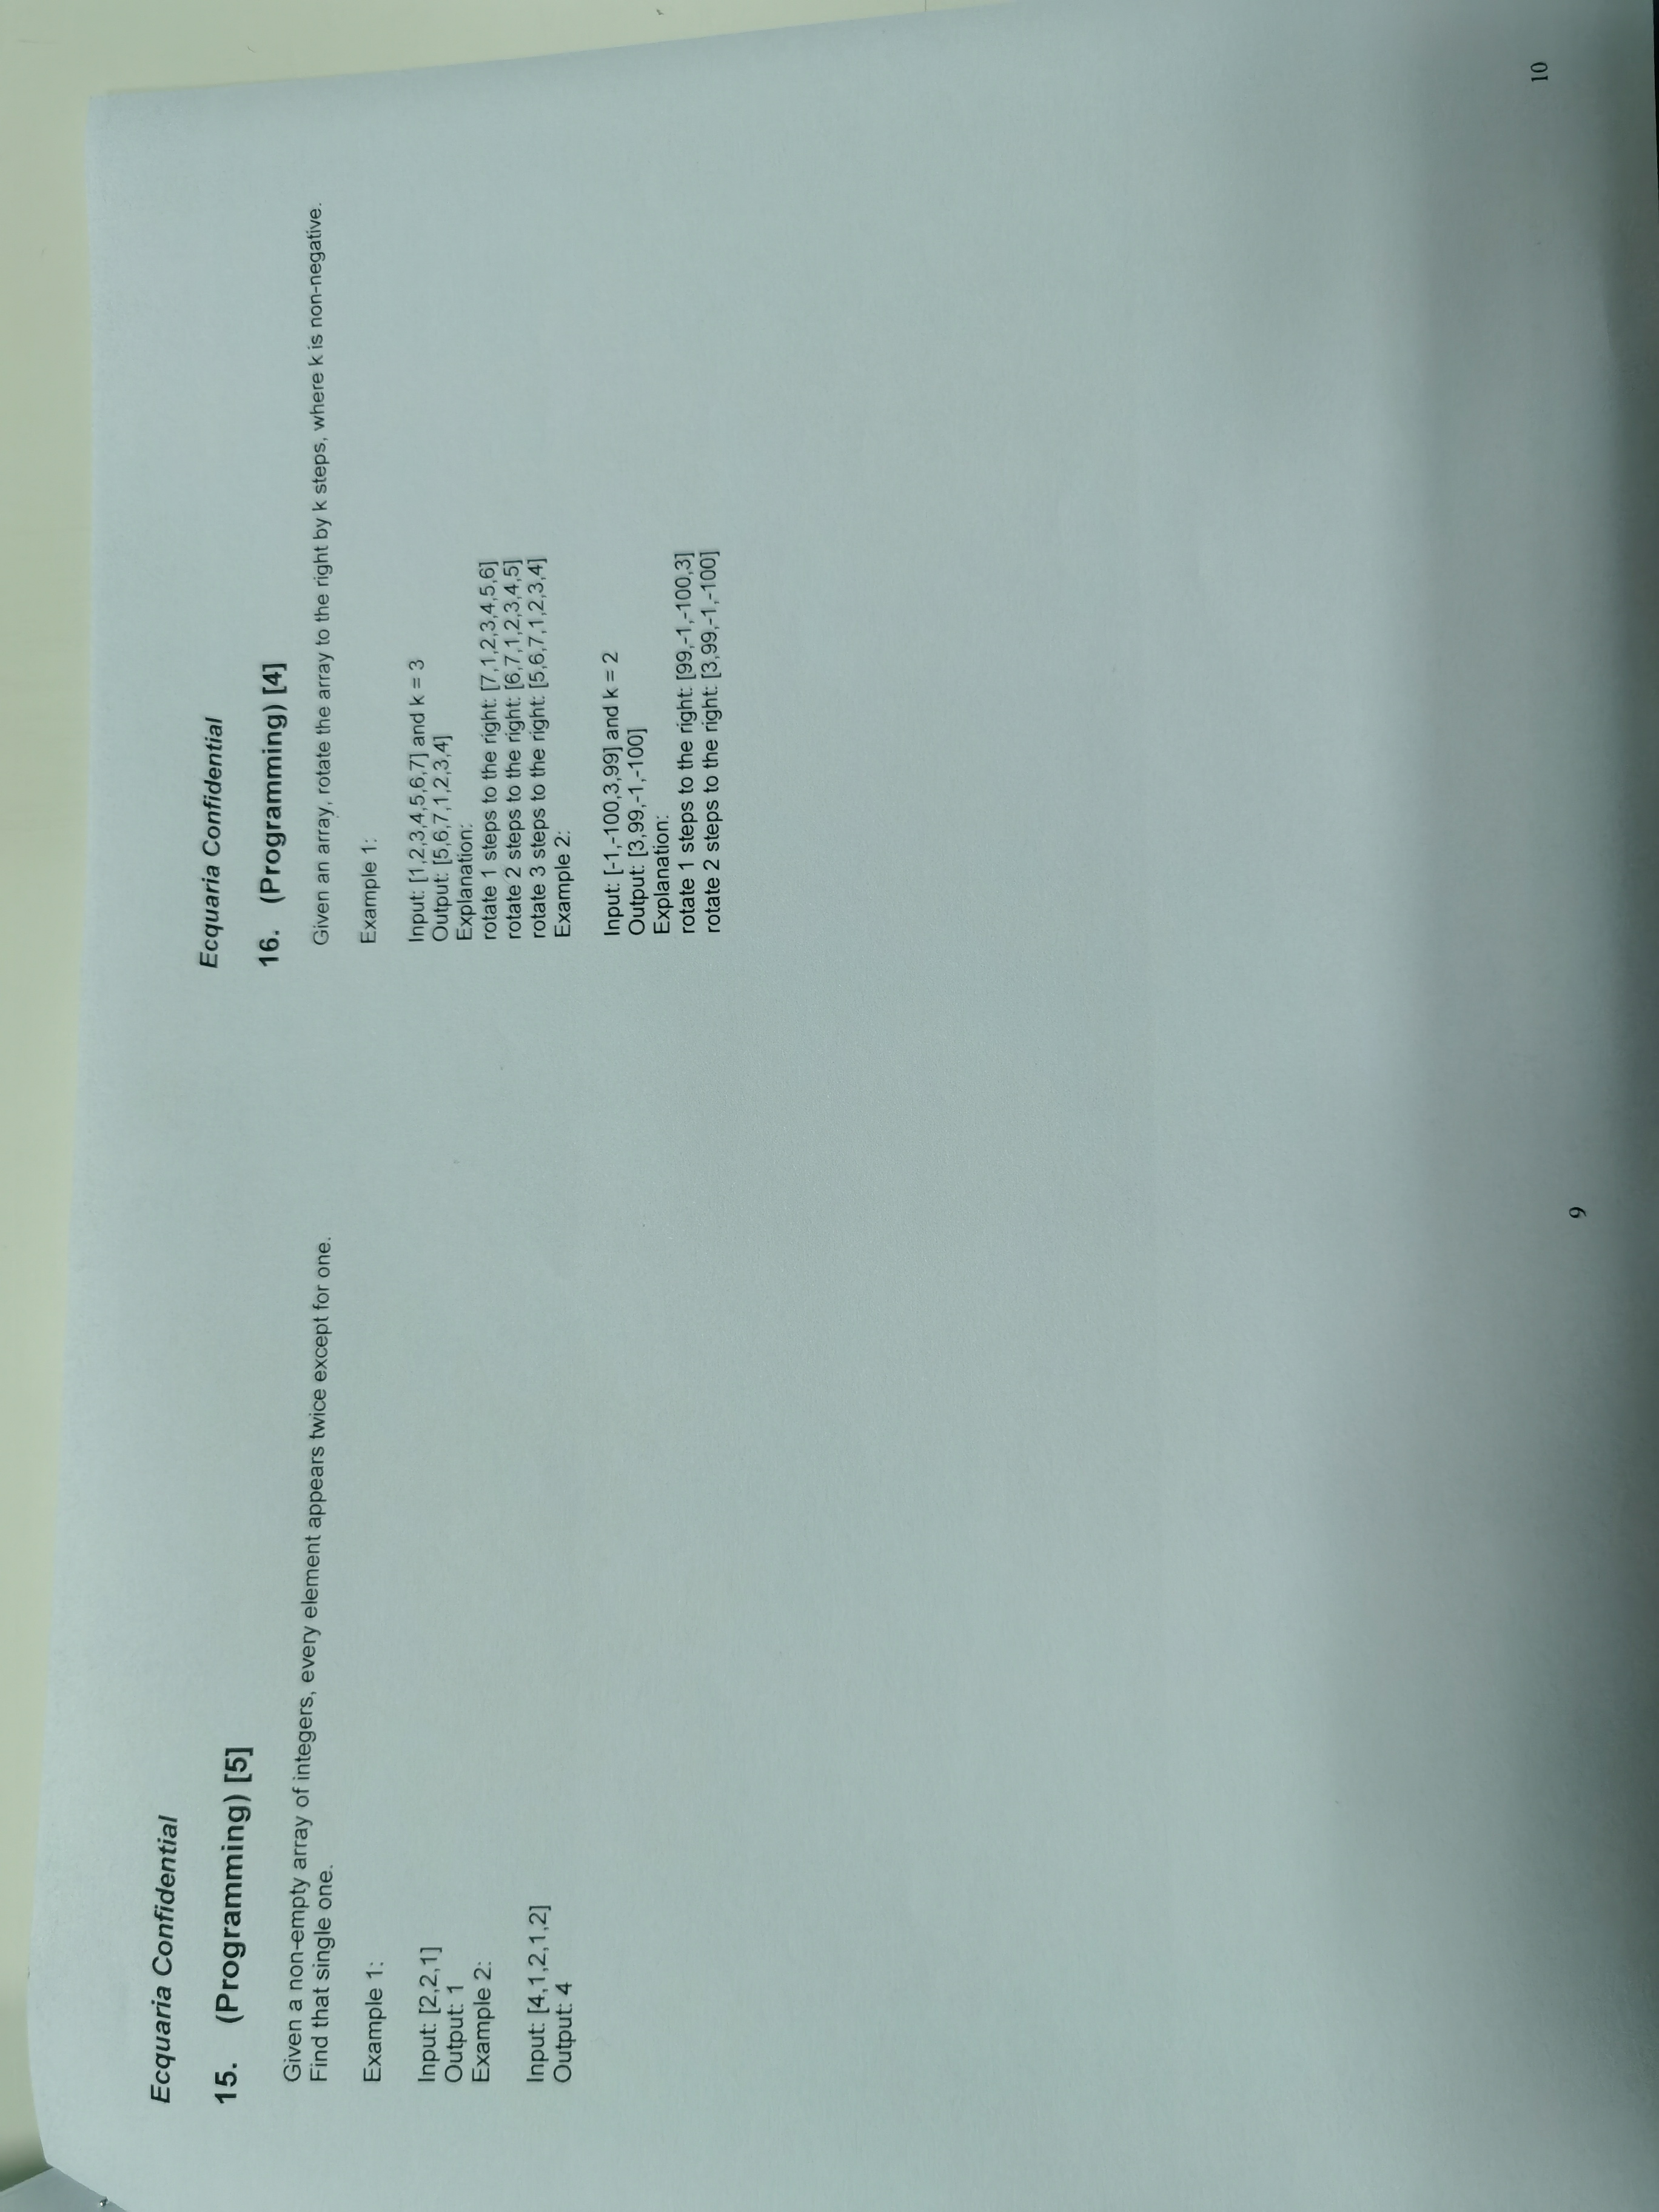 Ecquaria Confidential
15. (Programming) [5]
Given a non-empty array of integers, every element appears twice except for one.
Find that single one.
Example 1:
Input: [2,2,1]
Output: 1
Example 2:
Input: [4,1,2,1,2]
Output: 4
9
Ecquaria Confidential
16. (Programming) [4]
Given an array, rotate the array to the right by k steps, where k is non-negative.
Example 1:
Input: [1,2,3,4,5,6,7] and k = 3
Output: [5,6,7,1,2,3,4]
Explanation:
rotate 1 steps to the right: [7,1,2,3,4,5,6]
rotate 2 steps to the right: [6,7,1,2,3,4,5]
rotate 3 steps to the right: [5,6,7,1,2,3,4]
Example 2:
Input: [-1,-100,3,99] and k = 2
Output: [3,99,-1,-100]
Explanation:
rotate 1 steps to the right: [99,-1,-100,3]
rotate 2 steps to the right: [3,99,-1,-100]
10